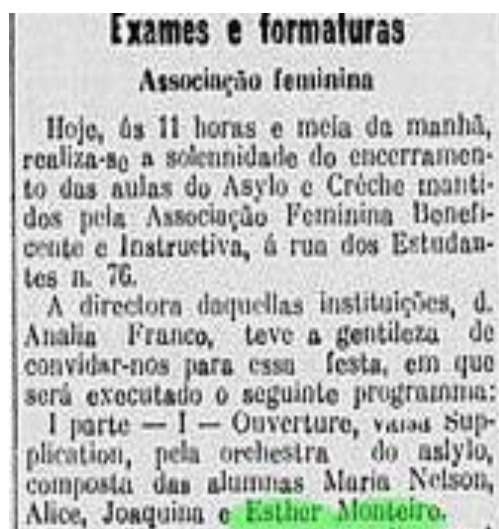 Exames e formaturas
Associação feminina
Hoje, ás 11 horas e meia da manhã,
realiza-se a solennidade do encerramen-
to das aulas do Asylo e Créche manti-
dos pela Associação Feminina Benefi-
cente e Instructiva, á rua dos Estudan-
tes n. 76.
A directora daquellas instituições, d.
Analia Franco, teve a gentileza de
convidar-nos para essa festa, em que
será executado o seguinte programma:
I parte — I — Ouverture, valsa Sup-
plication, pela orchestra do aslylo,
composta das alumnas Maria Nelson,
Alice, Joaquina e Esther Monteiro.